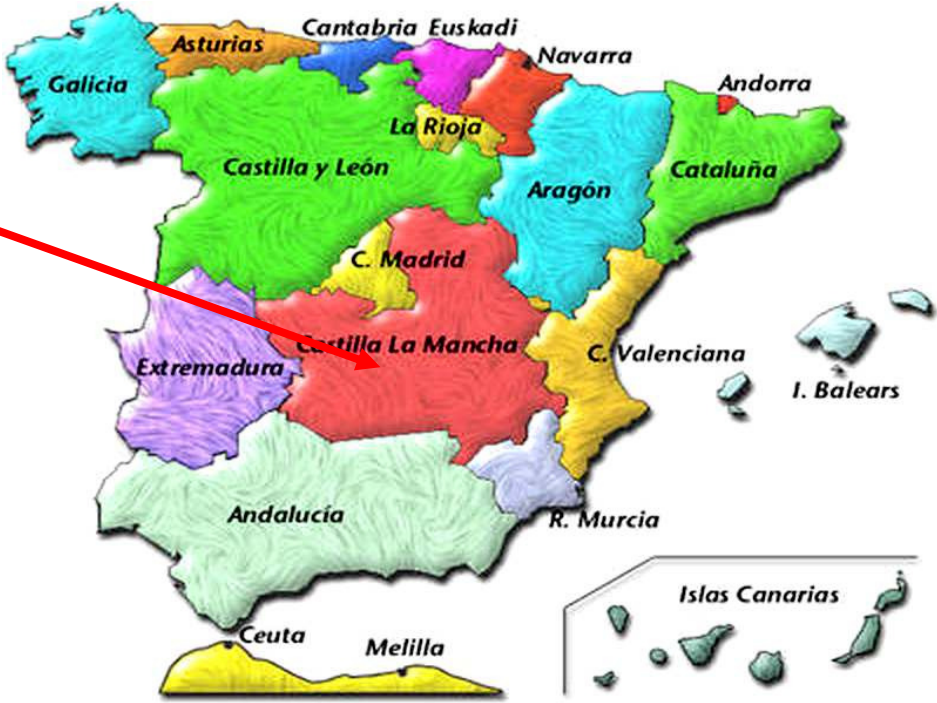 Cantabria Euskadi
Asturias
Navarra
Galicia
Andorra
La Rioja
Castilla y León
Cataluña
Aragón
C. Madrid
Castilla La Mancha
C. Valenciana
Extremadura
I. Balears
Andalucía
R. Murcia
Islas Canarias
Ceuta
Melilla